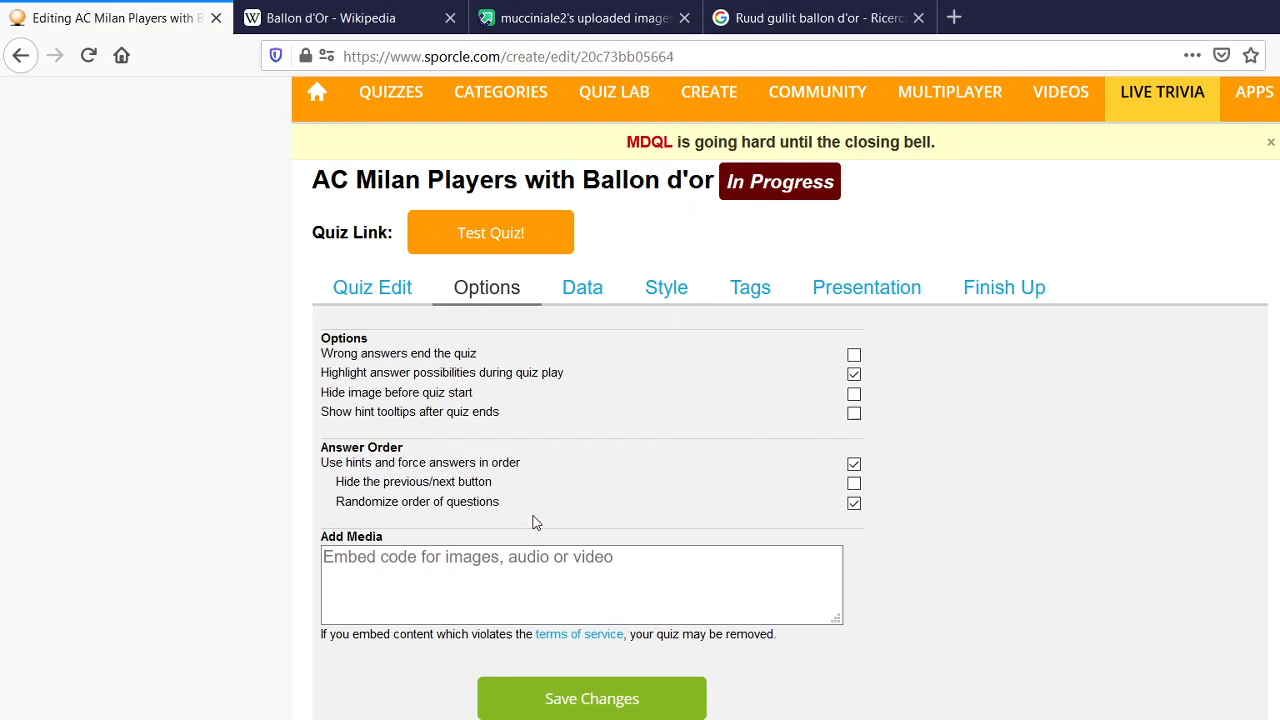 Editing AC Milan Players with B
Ballon d'Or - Wikipedia
mucciniale2's uploaded image
Ruud gullit ballon d'or - Ricerc
https://www.sporcle.com/create/edit/20c73bb05664
QUIZZES CATEGORIES QUIZ LAB CREATE COMMUNITY MULTIPLAYER VIDEOS LIVE TRIVIA APPS
MDQL is going hard until the closing bell.
AC Milan Players with Ballon d'or In Progress
Quiz Link: Test Quiz!
Quiz Edit Options Data Style Tags Presentation Finish Up
Options
Wrong answers end the quiz
Highlight answer possibilities during quiz play
Hide image before quiz start
Show hint tooltips after quiz ends
Answer Order
Use hints and force answers in order
Hide the previous/next button
Randomize order of questions
Add Media
Embed code for images, audio or video
If you embed content which violates the terms of service, your quiz may be removed.
Save Changes